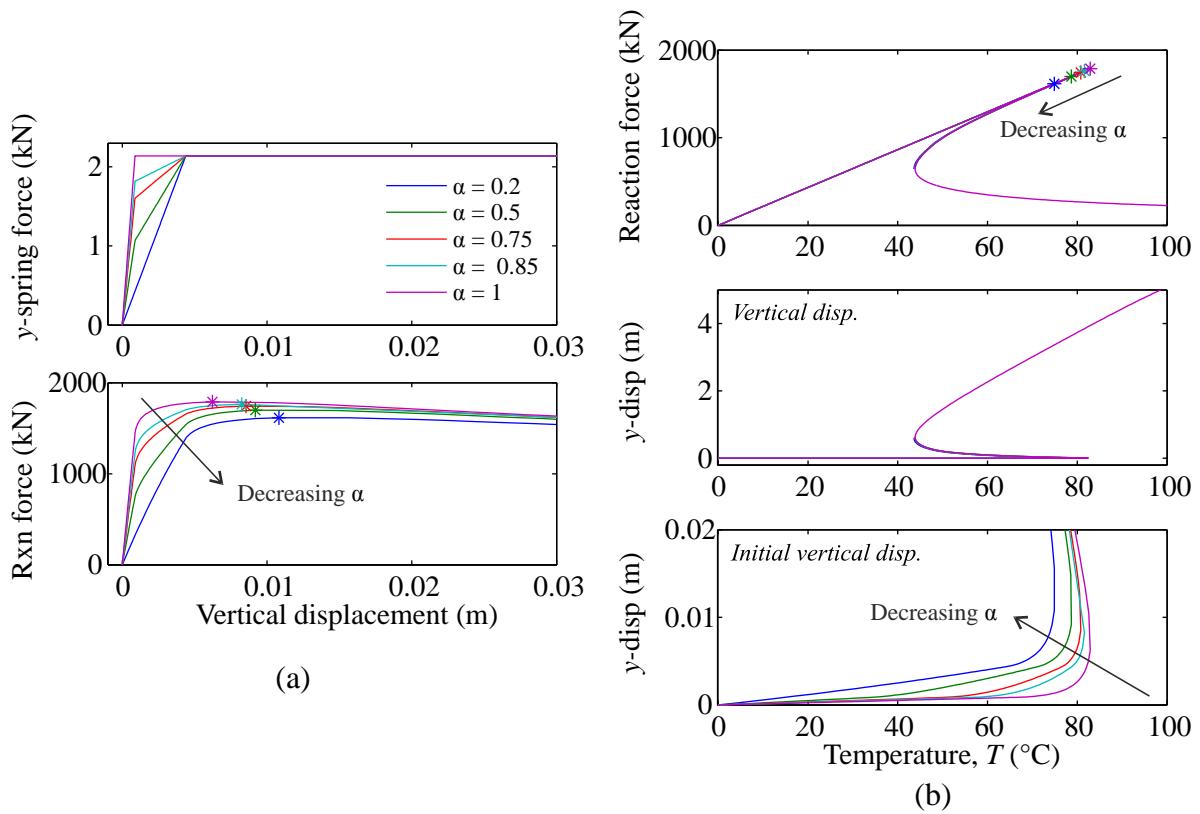 y-spring force (kN)
2
1
0
0
0.01
0.02
0.03
α = 0.2
α = 0.5
α = 0.75
α =  0.85
α = 1
Rxn force (kN)
2000
1000
0
Decreasing α
0
0.01
0.02
0.03
Vertical displacement (m)
(a)
Reaction force (kN)
2000
1000
0
Decreasing α
0
20
40
60
80
100
y-disp (m)
4
2
0
Vertical disp.
0
20
40
60
80
100
y-disp (m)
0.02
0.01
0
Initial vertical disp.
Decreasing α
0
20
40
60
80
100
Temperature, T (°C)
(b)